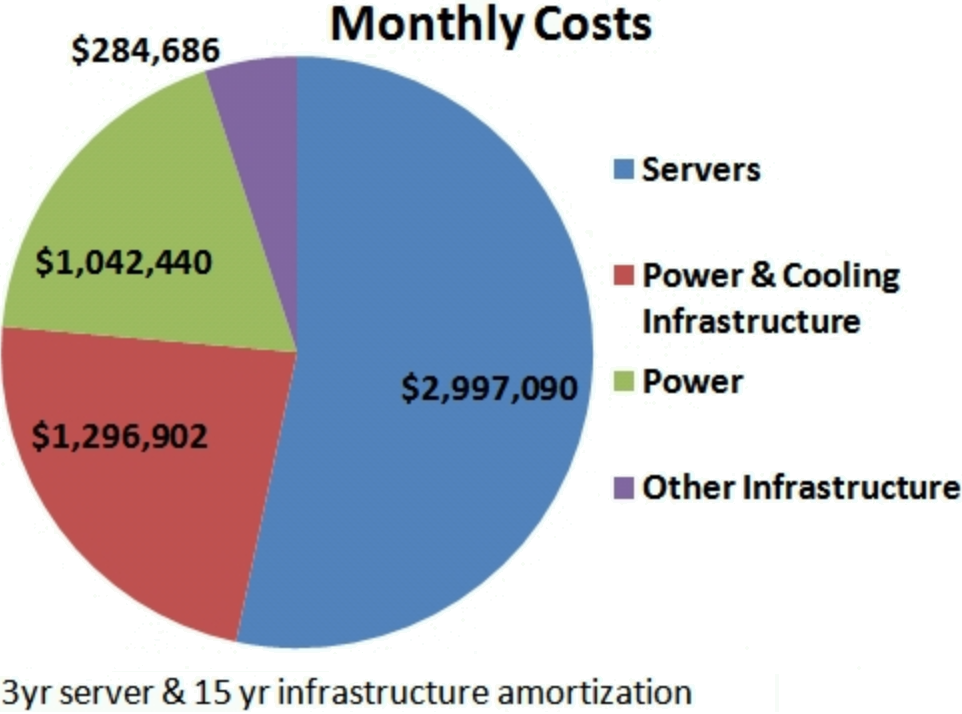 Monthly Costs
$284,686
$1,042,440
$1,296,902
$2,997,090
Servers
Power & Cooling
Infrastructure
Power
Other Infrastructure
3yr server & 15 yr infrastructure amortization